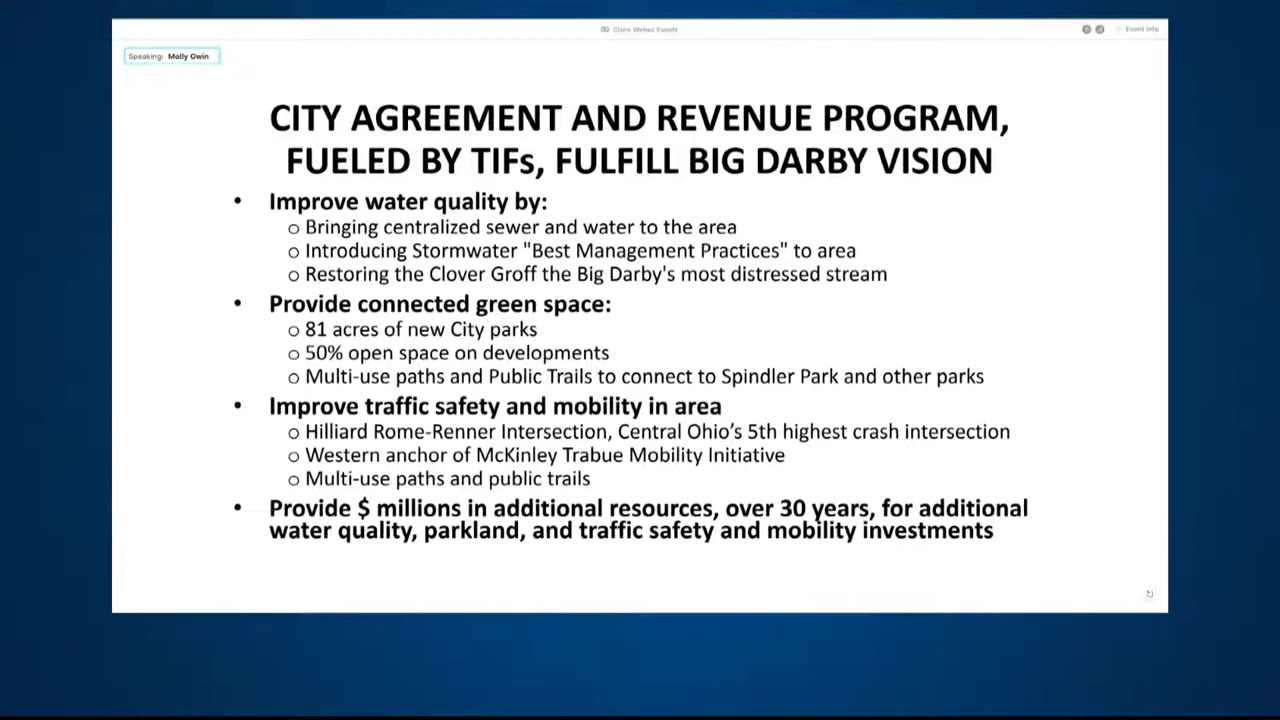 Cisco Webex Events
Event Info
Speaking: Molly Gwin
CITY AGREEMENT AND REVENUE PROGRAM,
FUELED BY TIFs, FULFILL BIG DARBY VISION
• Improve water quality by:
o Bringing centralized sewer and water to the area
o Introducing Stormwater "Best Management Practices" to area
o Restoring the Clover Groff the Big Darby's most distressed stream
• Provide connected green space:
o 81 acres of new City parks
o 50% open space on developments
o Multi-use paths and Public Trails to connect to Spindler Park and other parks
• Improve traffic safety and mobility in area
o Hilliard Rome-Renner Intersection, Central Ohio’s 5th highest crash intersection
o Western anchor of McKinley Trabue Mobility Initiative
o Multi-use paths and public trails
• Provide $ millions in additional resources, over 30 years, for additional
water quality, parkland, and traffic safety and mobility investments